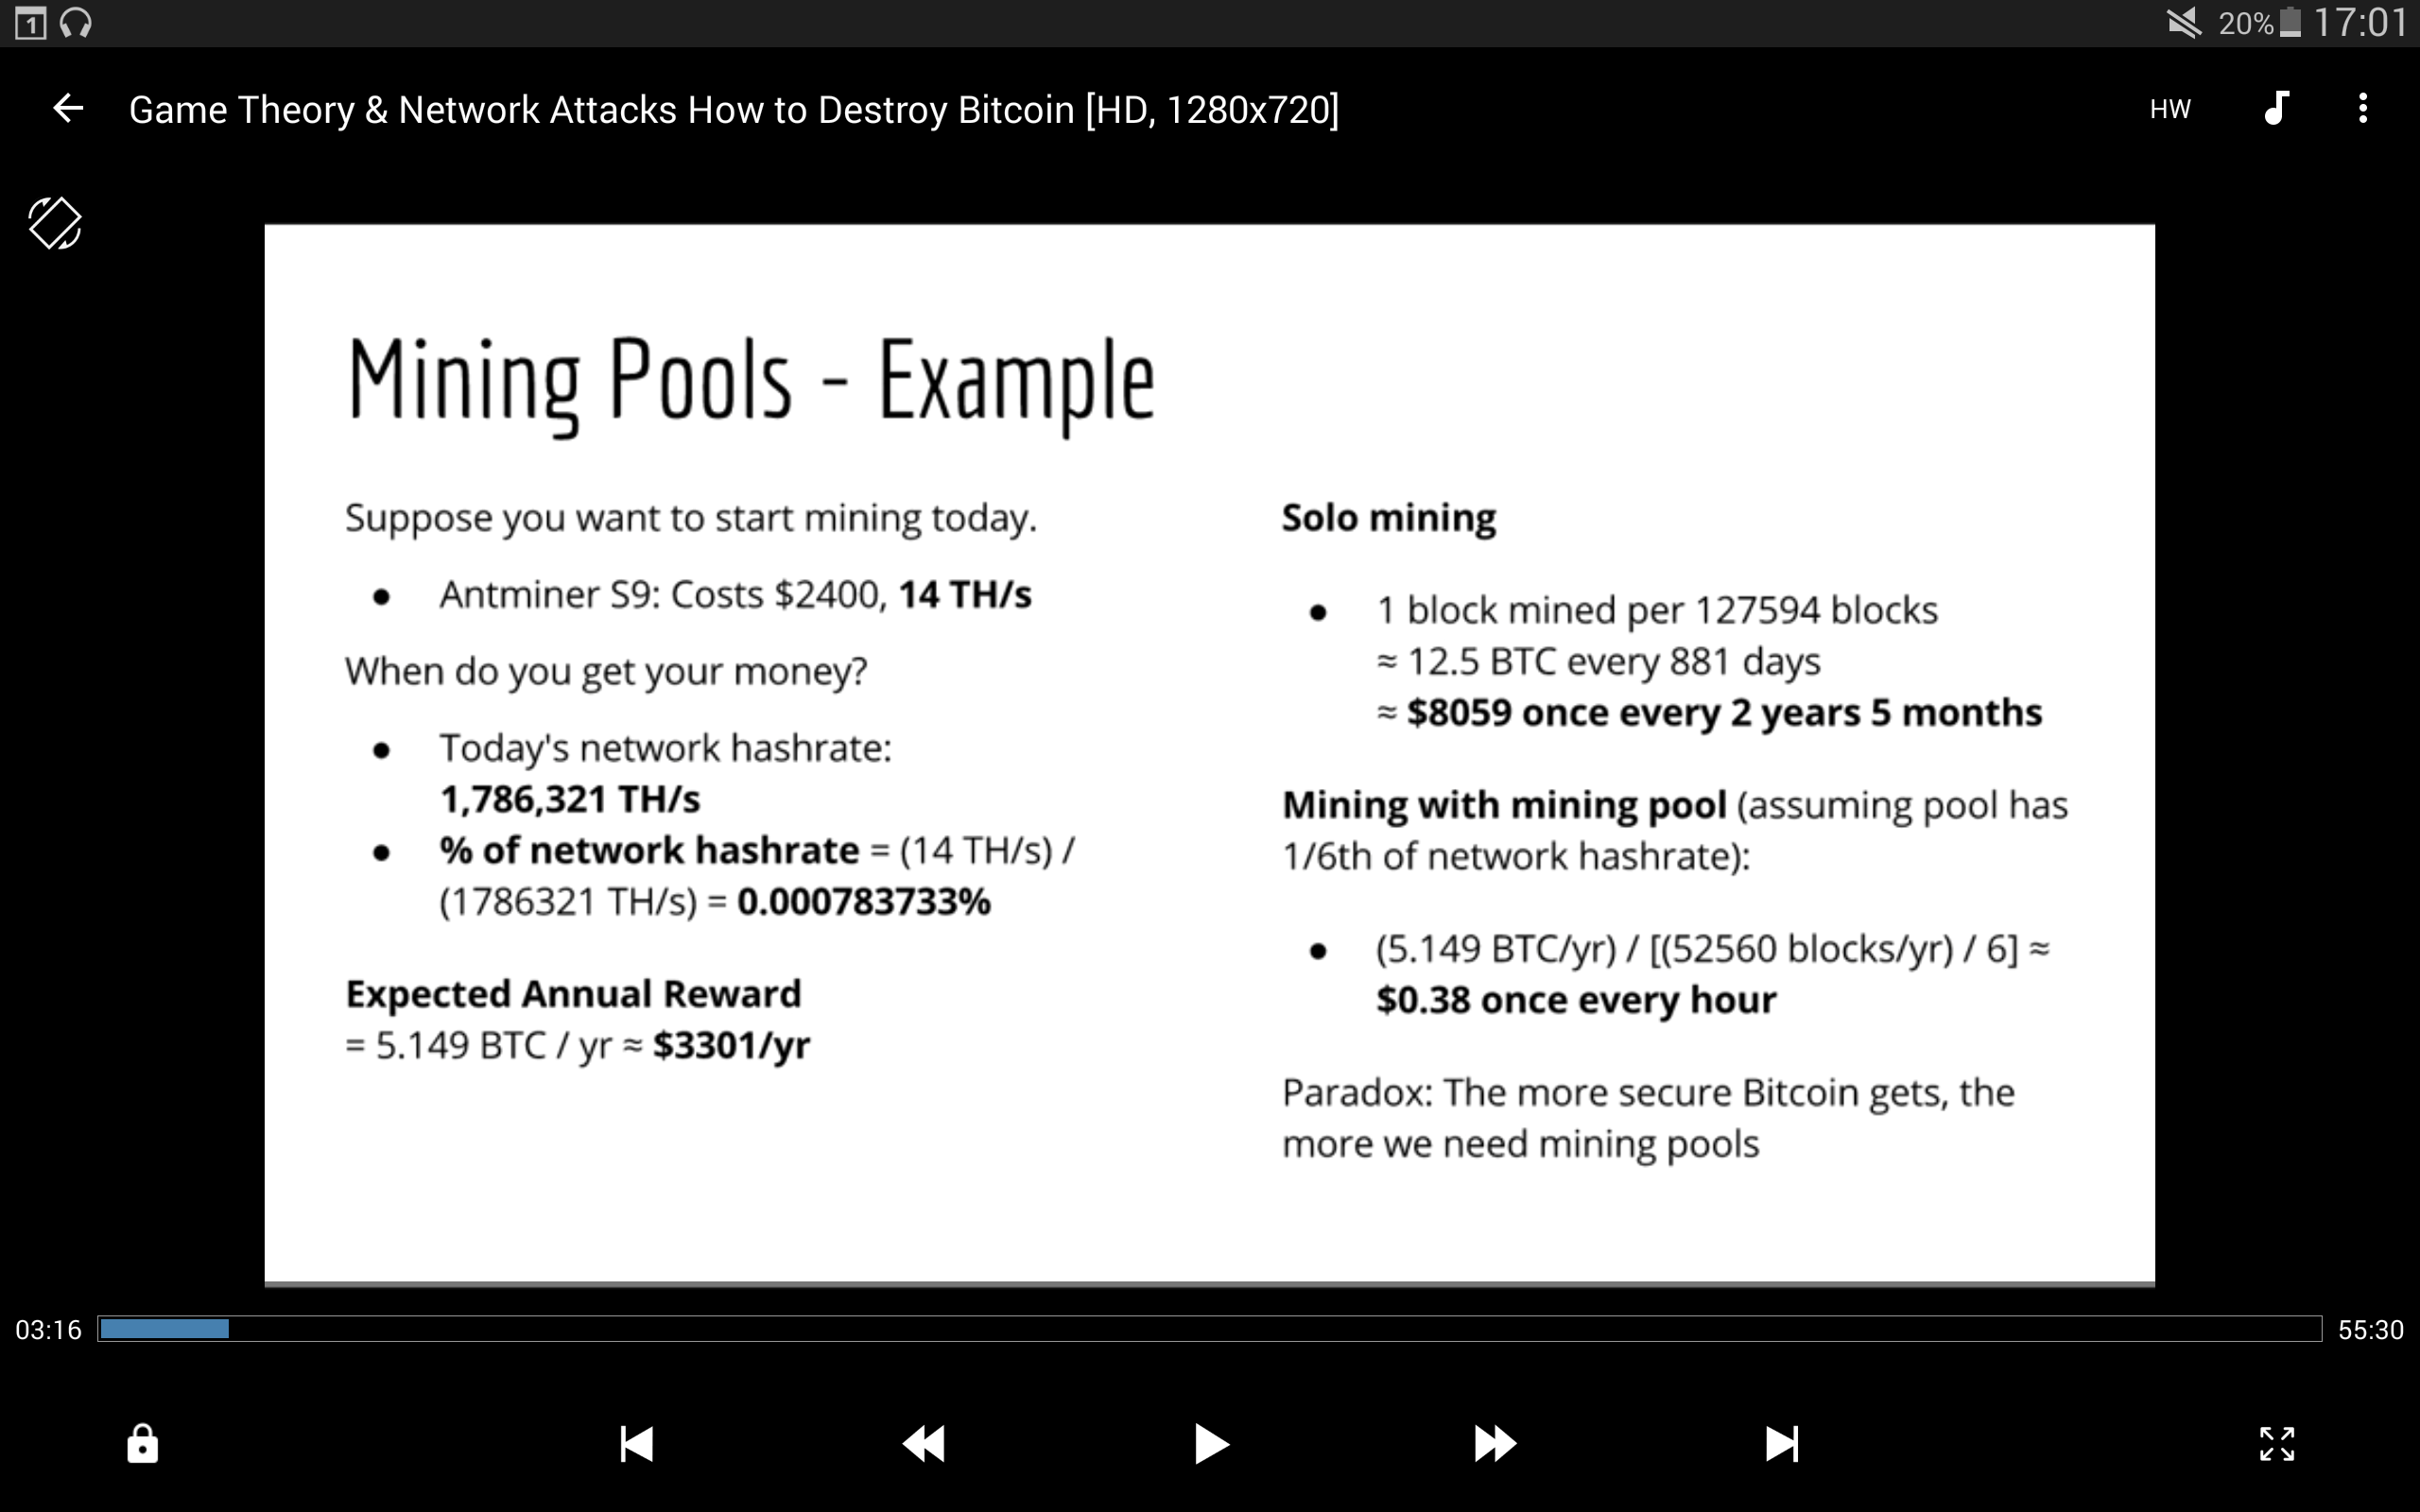 1
20% 17:01
Game Theory & Network Attacks How to Destroy Bitcoin [HD, 1280x720]
HW
Mining Pools - Example
Suppose you want to start mining today.
● Antminer S9: Costs $2400, 14 TH/s
When do you get your money?
● Today's network hashrate:
1,786,321 TH/s
● % of network hashrate = (14 TH/s) /
(1786321 TH/s) = 0.000783733%
Expected Annual Reward
= 5.149 BTC / yr ≈ $3301/yr
Solo mining
● 1 block mined per 127594 blocks
≈ 12.5 BTC every 881 days
≈ $8059 once every 2 years 5 months
Mining with mining pool (assuming pool has
1/6th of network hashrate):
● (5.149 BTC/yr) / [(52560 blocks/yr) / 6] ≈
$0.38 once every hour
Paradox: The more secure Bitcoin gets, the
more we need mining pools
03:16
55:30